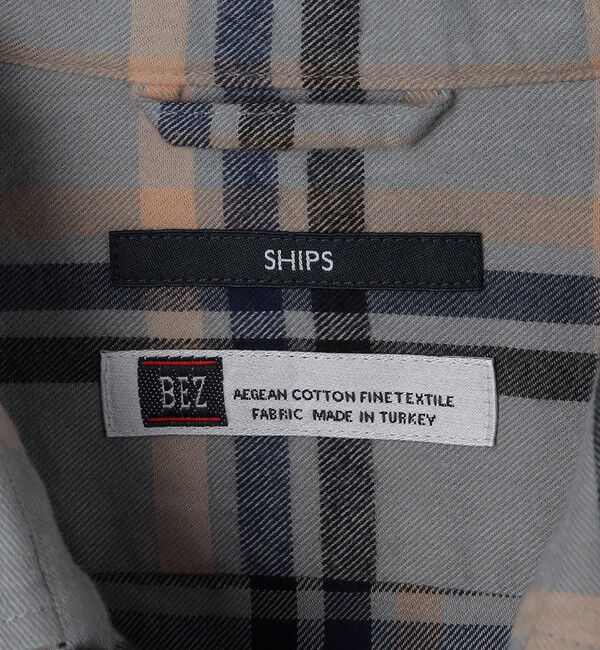 SHIPS
BEZ
AEGEAN COTTON FINETEXTILE
FABRIC MADE IN TURKEY